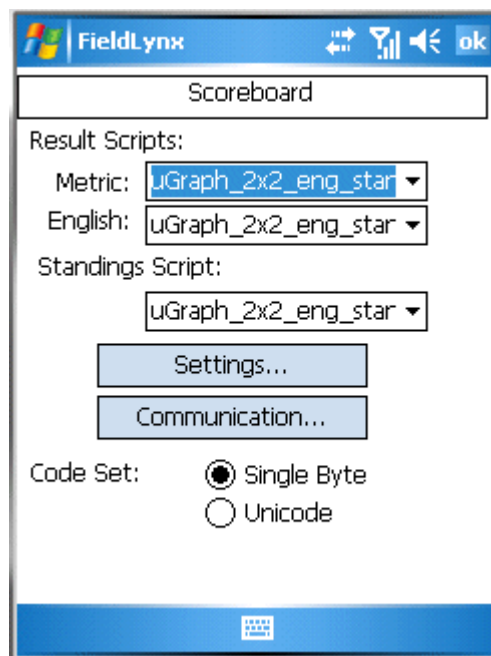 FieldLynx ok
Scoreboard
Result Scripts:
Metric: uGraph_2x2_eng_star
English: uGraph_2x2_eng_star
Standings Script:
uGraph_2x2_eng_star
Settings...
Communication...
Code Set: Single Byte
Unicode